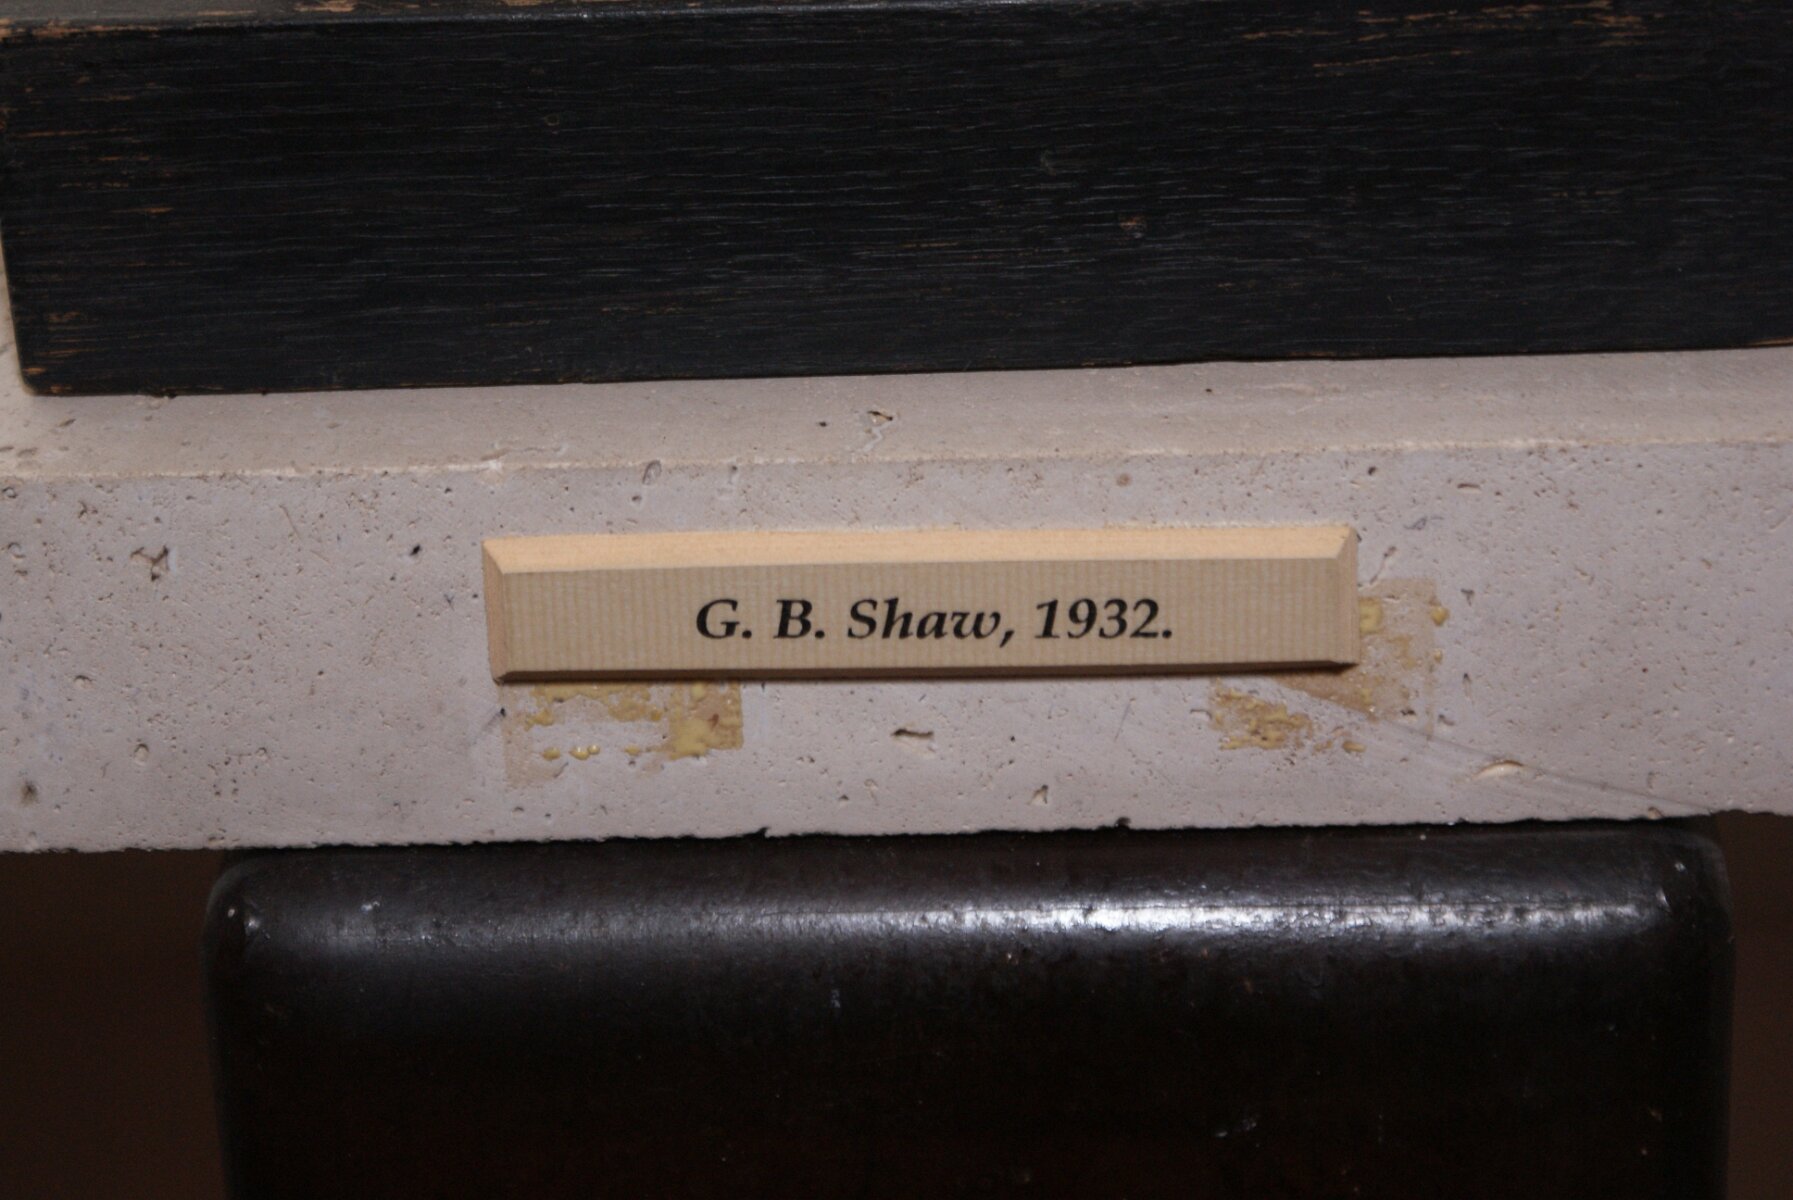 G. B. Shaw, 1932.